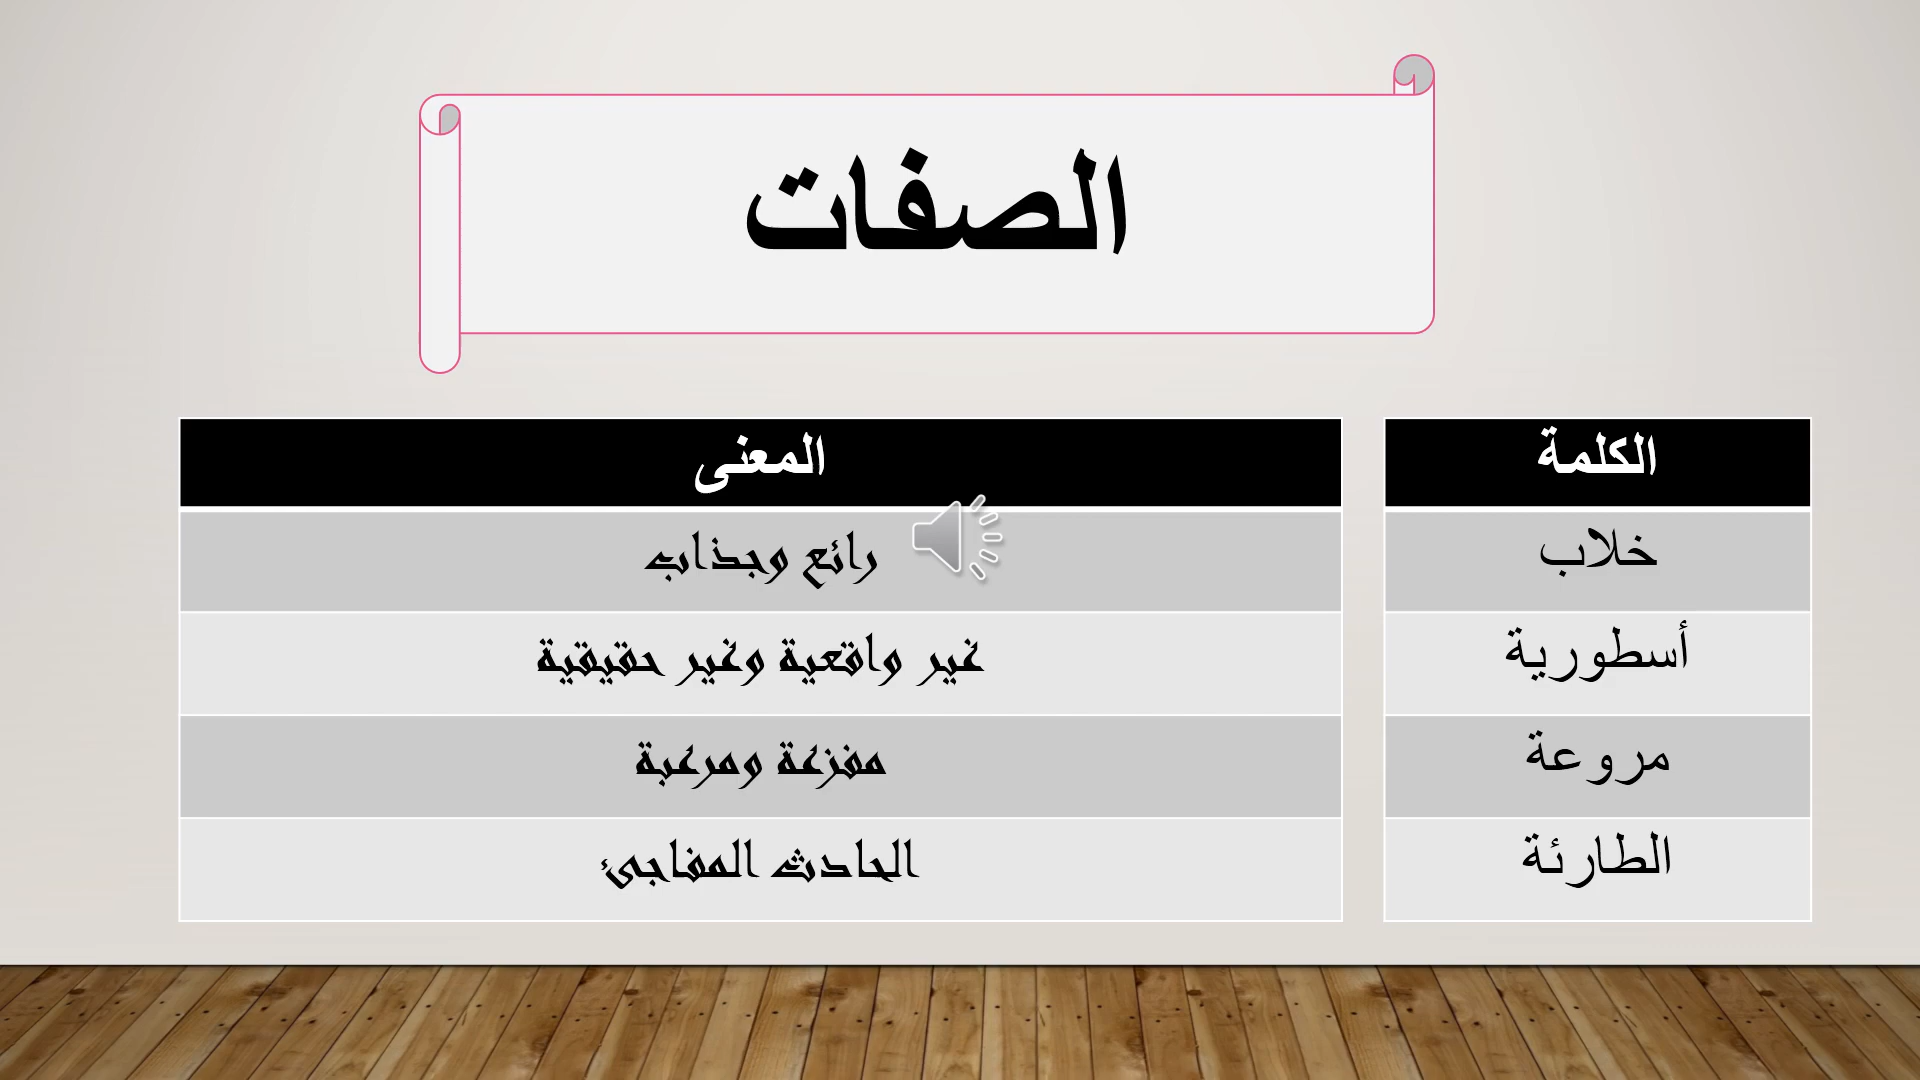 الصفات
الكلمة المعنى
خلاب رائع وجذاب
أسطورية غير واقعية وغير حقيقية
مروعة مفزعة ومرعبة
الطارئة الحادث المفاجئ